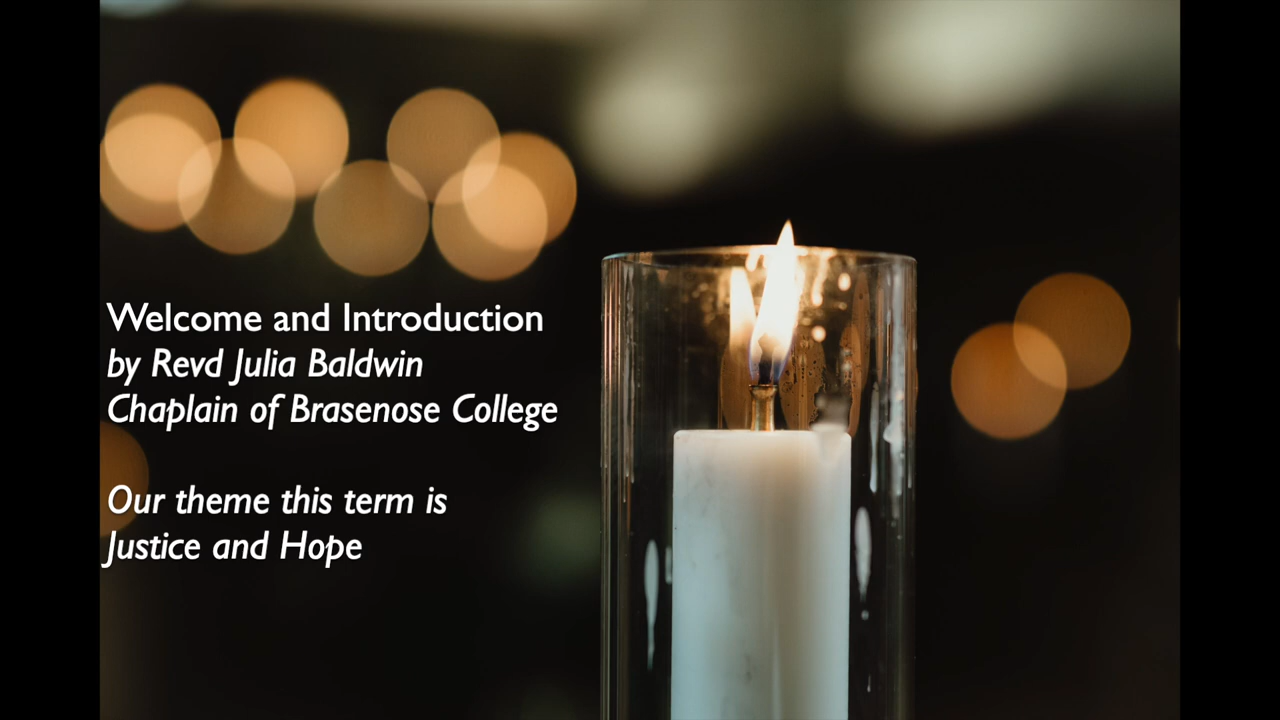 Welcome and Introduction
by Revd Julia Baldwin
Chaplain of Brasenose College
Our theme this term is
Justice and Hope